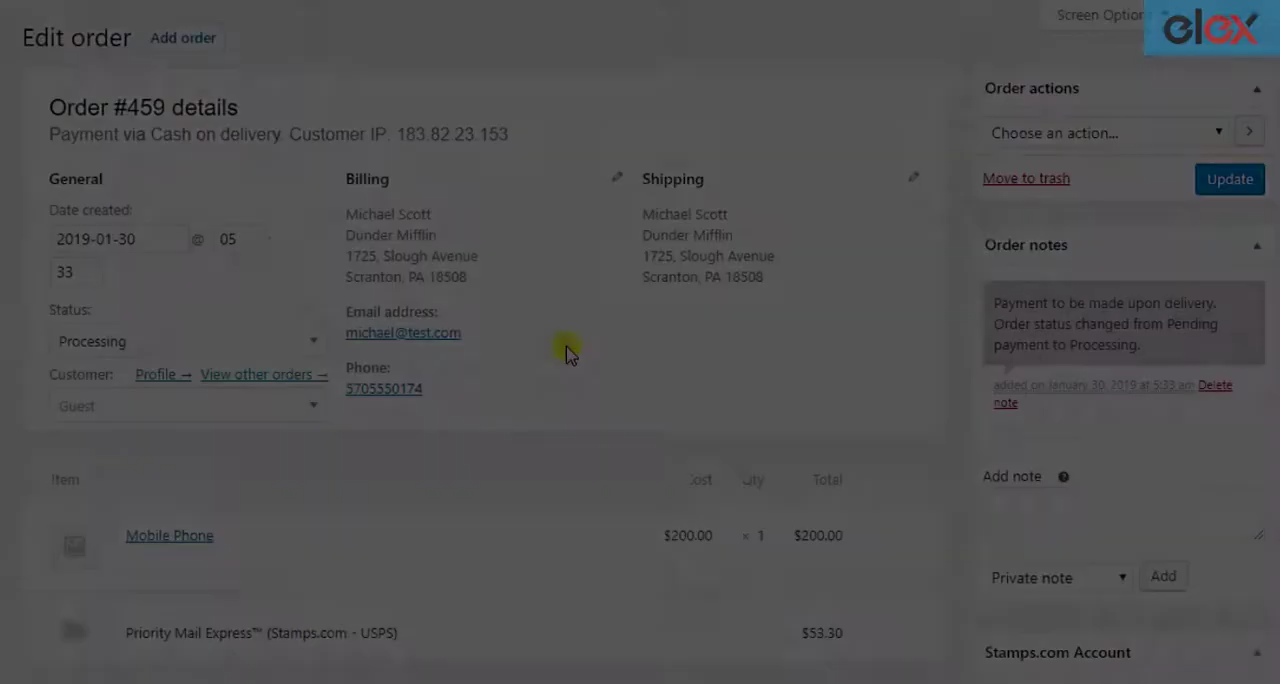 Screen Option
elex
Edit order
Add order
Order #459 details
Payment via Cash on delivery. Customer IP: 183.82.23.153
General
Date created:
2019-01-30 @ 05 :
33
Status:
Processing
Customer: Profile → View other orders →
Guest
Billing
Michael Scott
Dunder Mifflin
1725, Slough Avenue
Scranton, PA 18508
Email address:
michael@test.com
Phone:
5705550174
Shipping
Michael Scott
Dunder Mifflin
1725, Slough Avenue
Scranton, PA 18508
Item Cost Qty Total
Mobile Phone $200.00 × 1 $200.00
Priority Mail Express™ (Stamps.com - USPS) $53.30
Order actions
Choose an action...
Move to trash
Update
Order notes
Payment to be made upon delivery.
Order status changed from Pending
payment to Processing.
added on January 30, 2019 at 5:33 am Delete
note
Add note
Private note
Add
Stamps.com Account